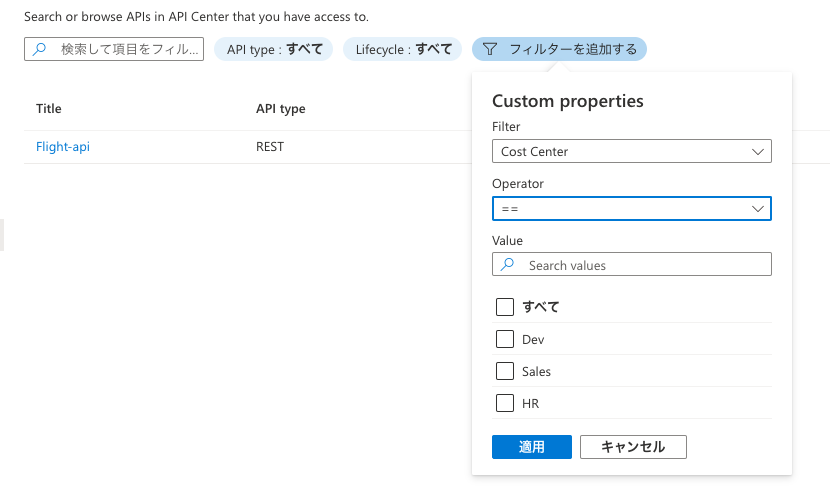 Search or browse APIs in API Center that you have access to.
検索して項目をフィル...
API type : すべて
Lifecycle : すべて
フィルターを追加する
Title
API type
Flight-api
REST
Custom properties
Filter
Cost Center
Operator
==
Value
Search values
すべて
Dev
Sales
HR
適用
キャンセル